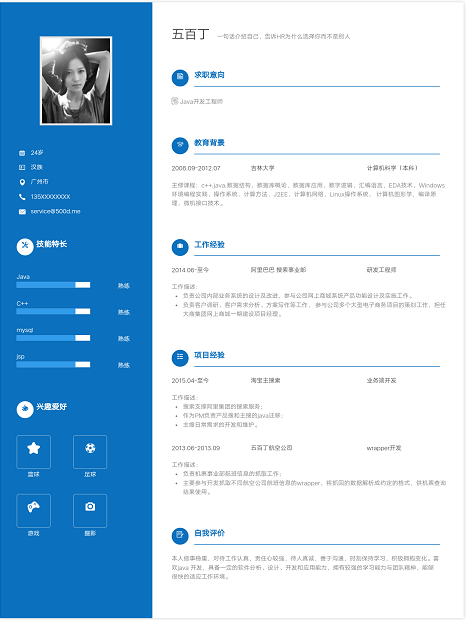 五百丁
一句话介绍自己，告诉HR为什么选择你而不是别人
24岁
汉族
广州市
135XXXXXXXX
service@500d.me
技能特长
Java
熟练
C++
熟练
mysql
熟练
jsp
熟练
兴趣爱好
篮球
足球
游戏
摄影
求职意向
Java开发工程师
教育背景
2008.09-2012.07
吉林大学
计算机科学（本科）
主修课程：c++,java,数据结构，数据库概论，数据库应用，数字逻辑，汇编语言，EDA技术，Windows
环境编程实践，操作系统，计算方法，J2EE，计算机网络，Linux操作系统， 计算机图形学，编译原
理，微机接口技术。
工作经验
2014.06-至今
阿里巴巴 搜索事业部
研发工程师
工作描述：
• 负责公司内部业务系统的设计及改进，参与公司网上商城系统产品功能设计及实施工作。
• 负责客户调研，客户需求分析，方案写作等工作， 参与公司多个大型电子商务项目的策划工作，担任
大商集团网上商城一期建设项目经理。
项目经验
2015.04-至今
淘宝主搜索
业务端开发
工作描述：
• 搜索支撑阿里集团的搜索服务；
• 作为PM负责产品搜和主搜的java迁移；
• 主搜日常需求的开发和维护。
2013.06-2013.09
五百丁航空公司
wrapper开发
工作描述：
• 负责机票事业部航班信息的抓取工作；
• 主要参与开发抓取不同航空公司航班信息的wrapper，将抓回的数据解析成约定的格式，供机票查询
结果使用。
自我评价
本人做事稳重，对待工作认真，责任心较强，待人真诚，善于沟通，时刻保持学习，积极拥抱变化。喜
欢java 开发，具备一定的软件分析、设计、开发和应用能力，拥有较强的学习能力与团队精神，能够
很快的适应工作环境。